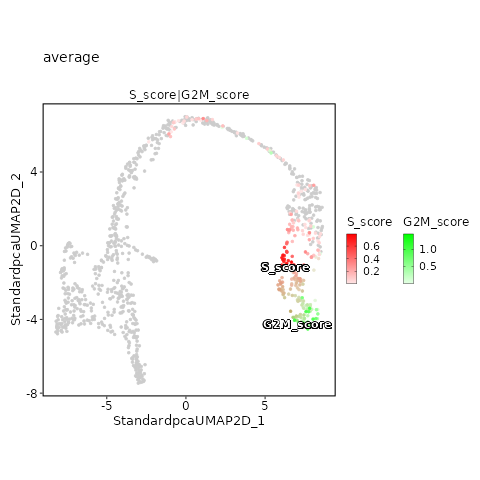 average
S_score|G2M_score
StandardpcaUMAP2D_2
4
0
-4
-8
-5
0
5
StandardpcaUMAP2D_1
S_score
G2M_score
S_score
0.6
0.4
0.2
G2M_score
1.0
0.5